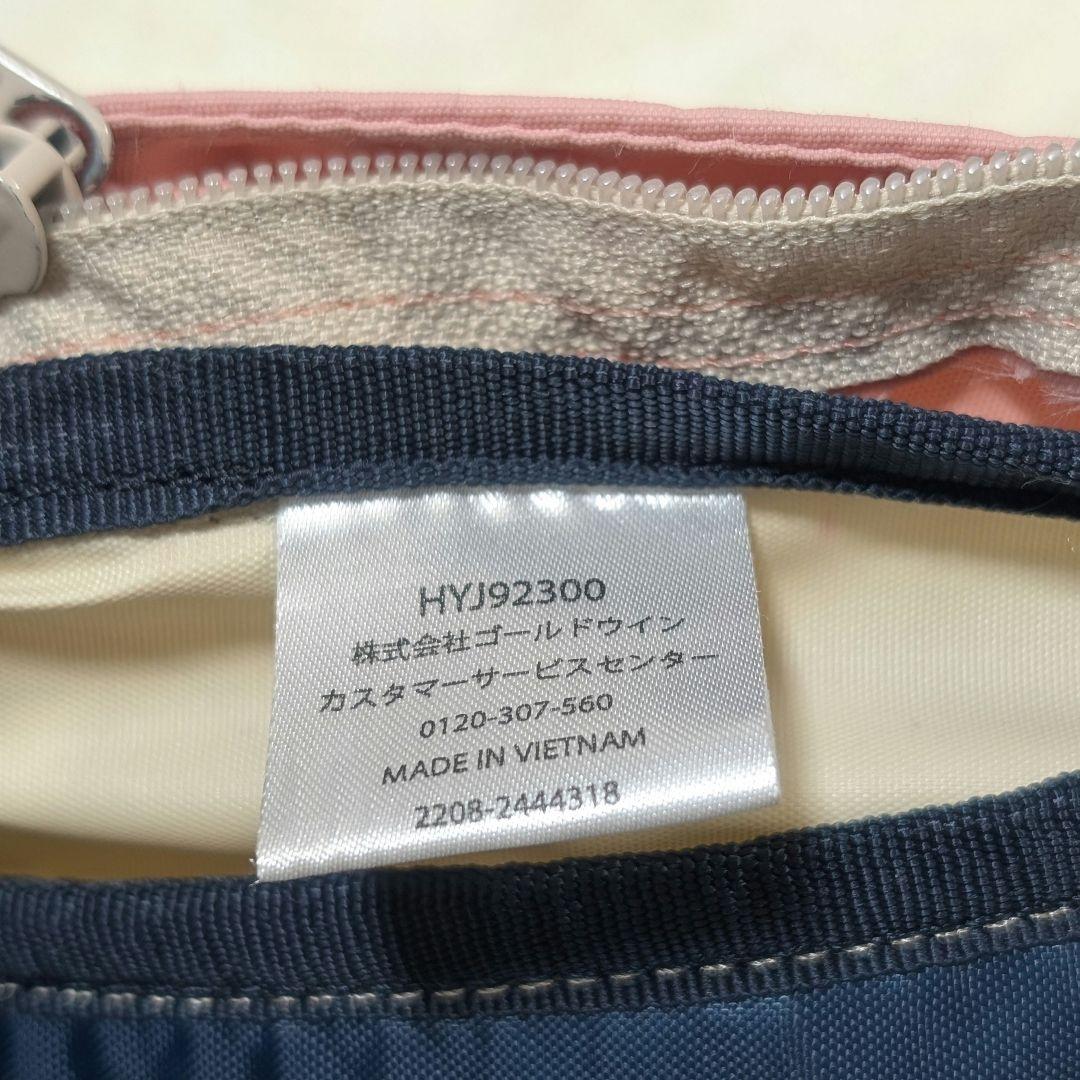 HYJ92300
株式会社ゴールドウイン
カスタマーサービスセンター
0120-307-560
MADE IN VIETNAM
2208-2444318